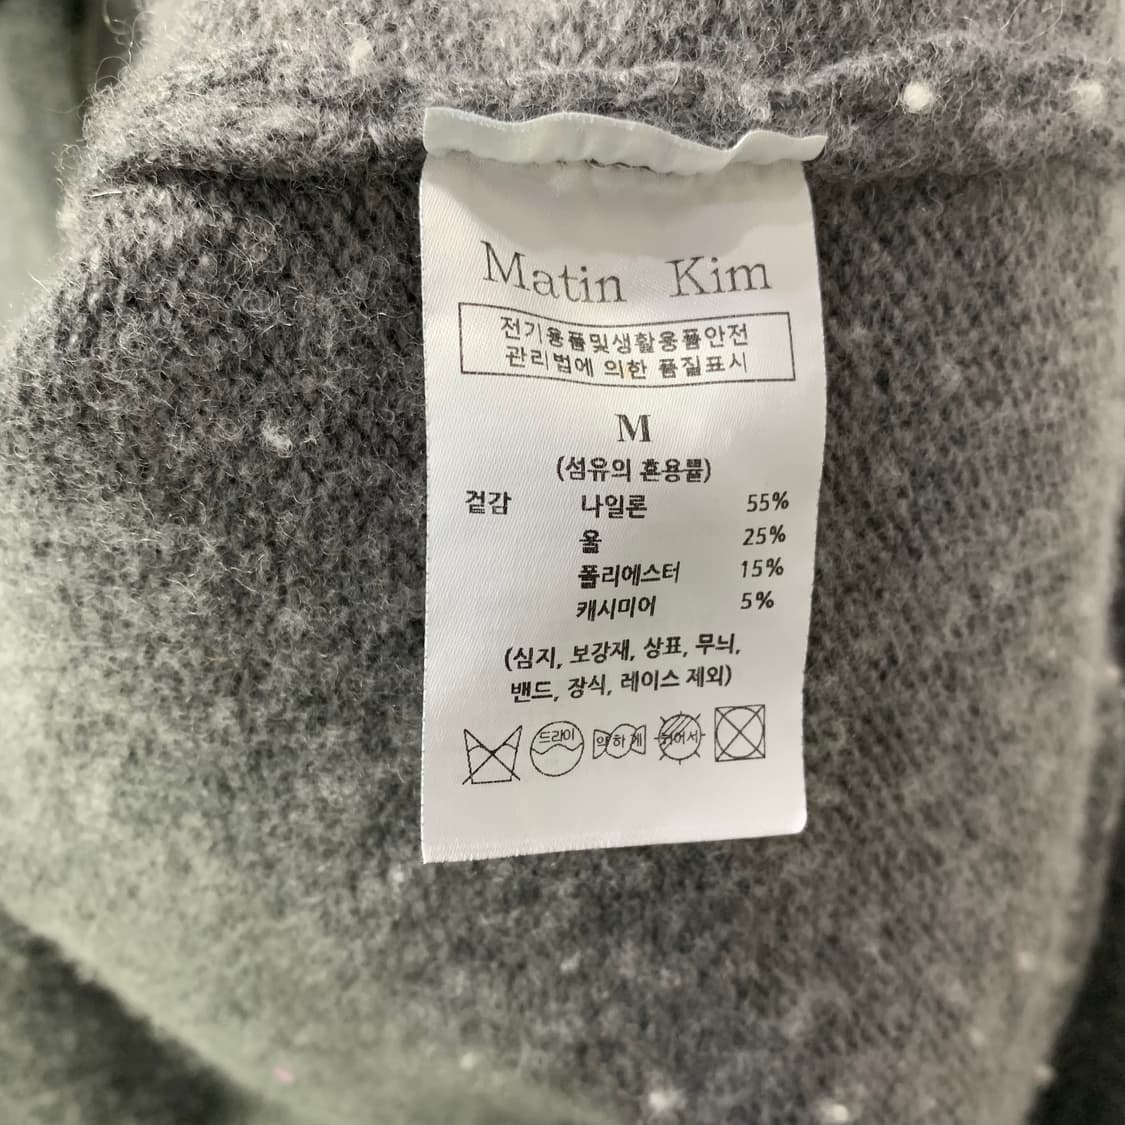 Matin Kim
전기용품및생활용품안전
관리법에 의한 품질표시
M
(섬유의 혼용률)
겉감 나일론 55%
울 25%
폴리에스터 15%
캐시미어 5%
(심지, 보강재, 상표, 무늬,
밴드, 장식, 레이스 제외)
드라이 약하게 뉘어서